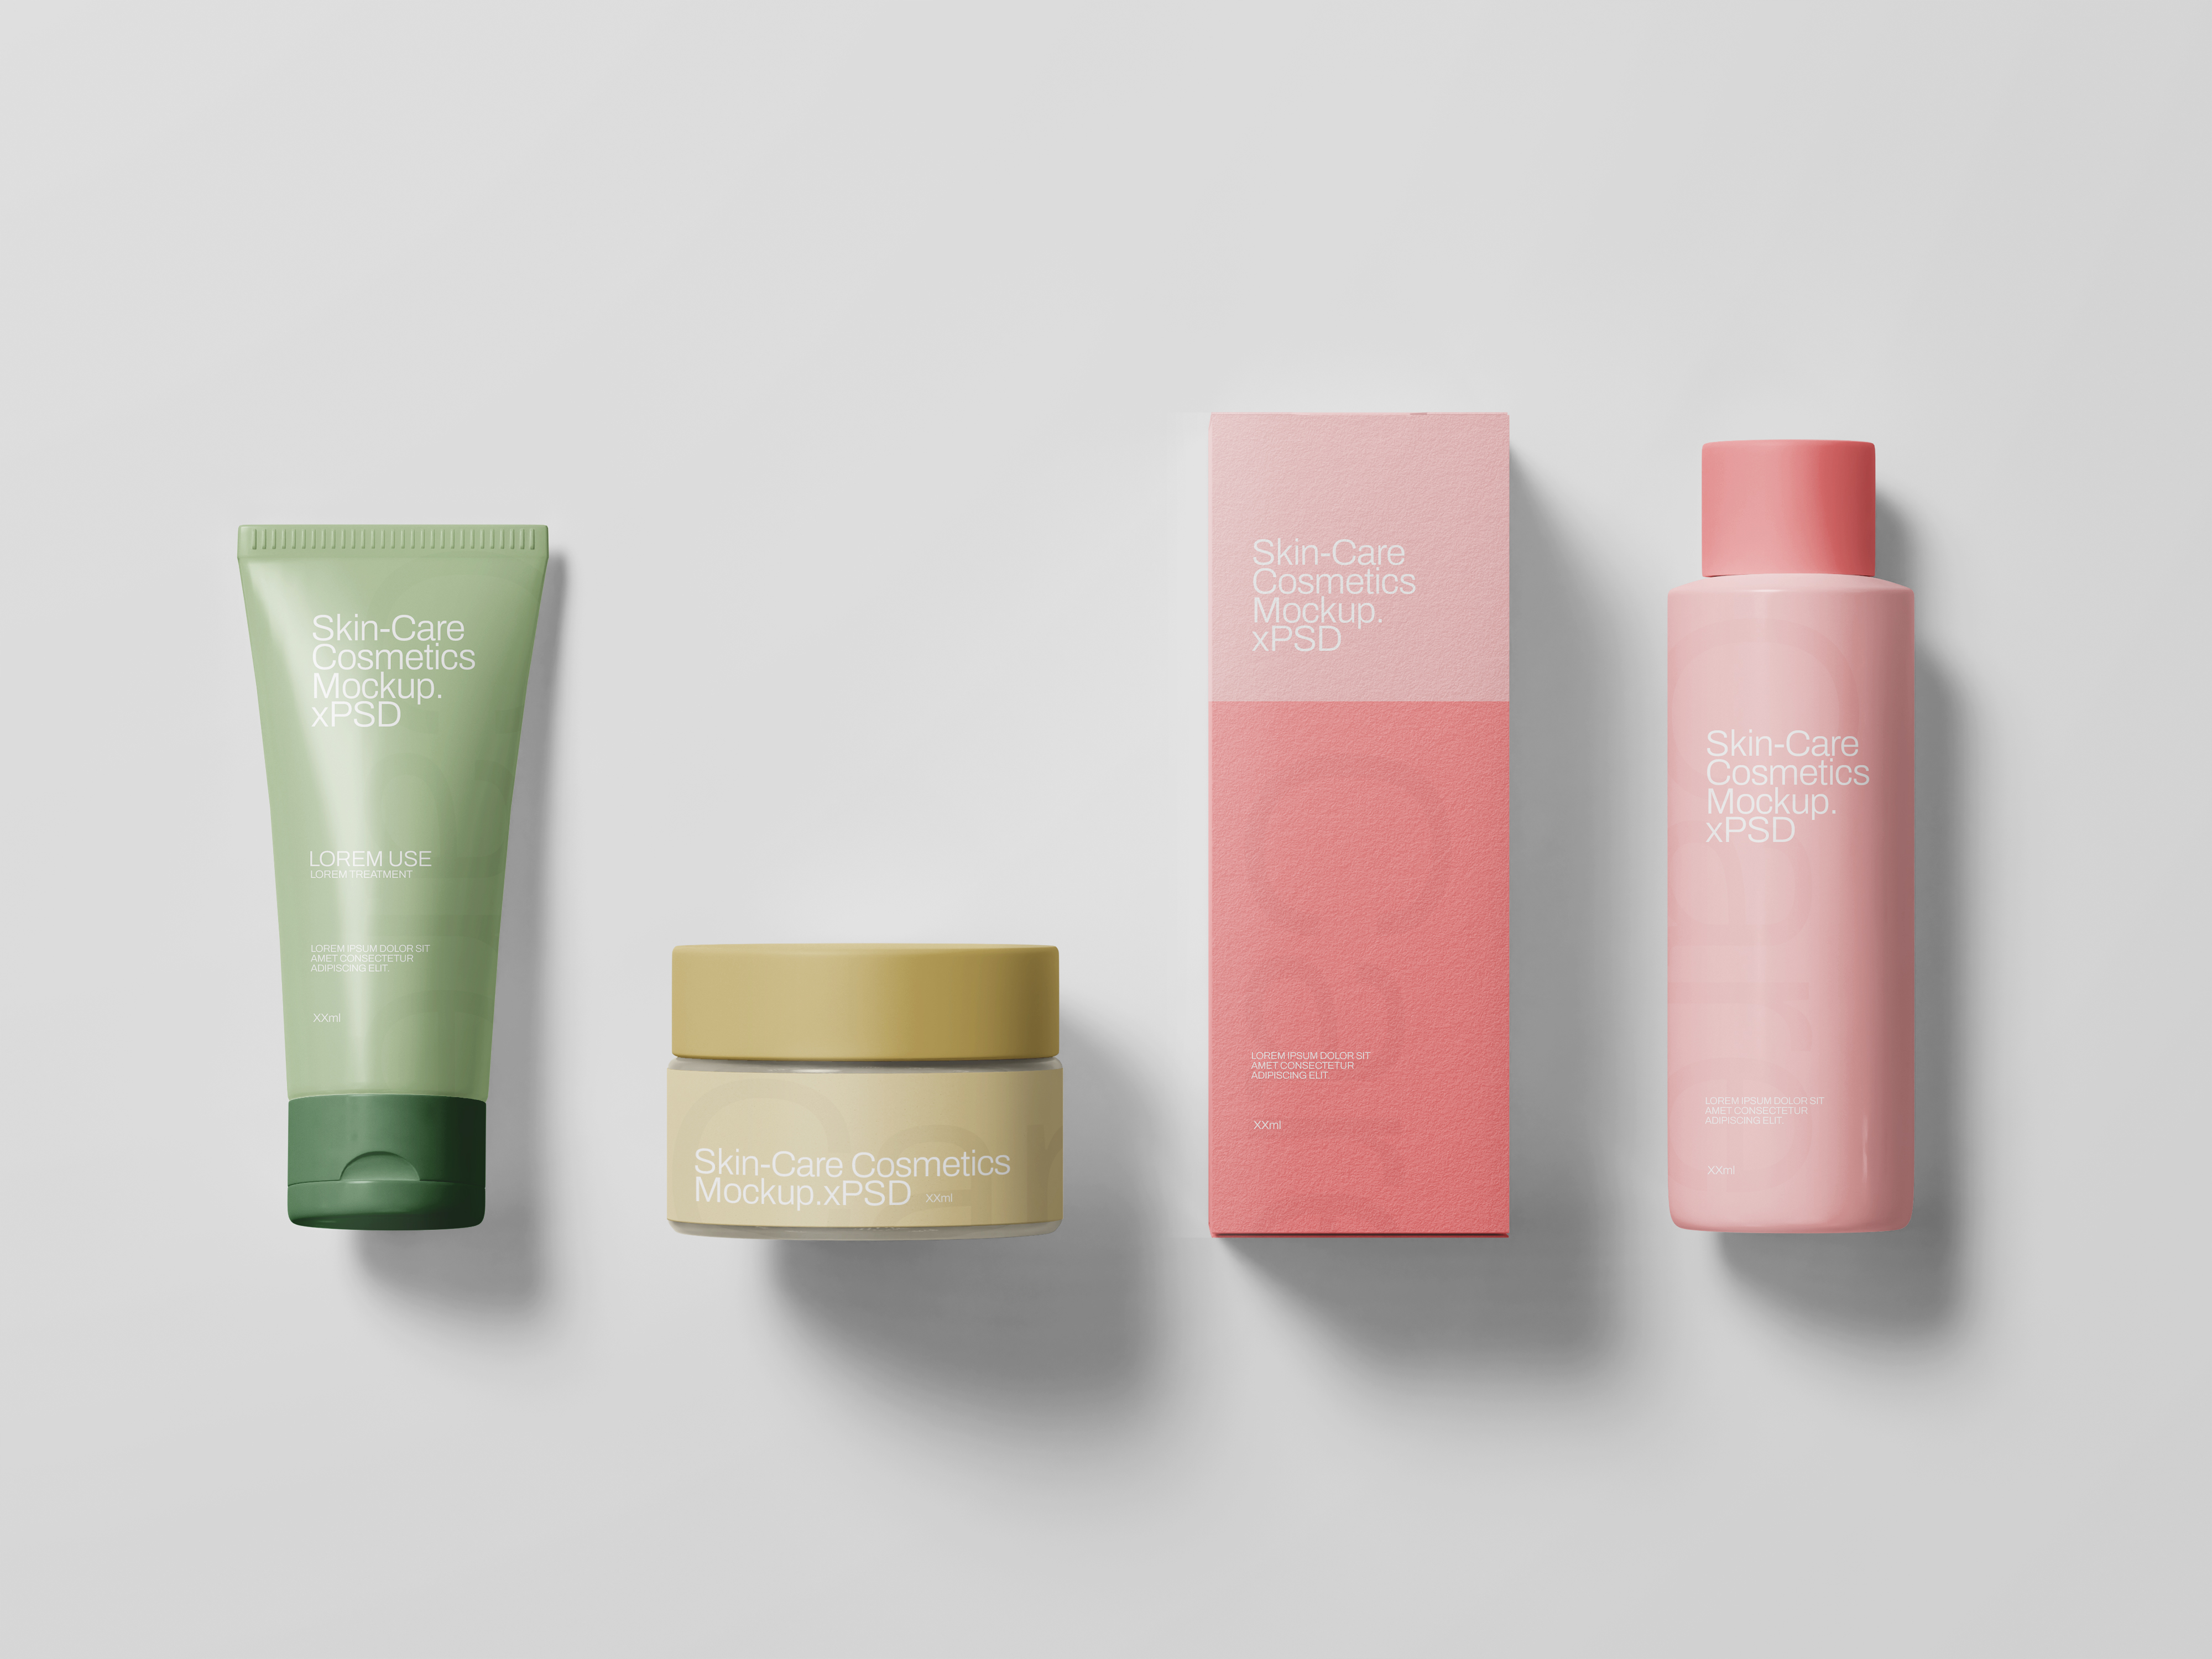 Skin-Care
Cosmetics
Mockup.
xPSD
LOREM USE
LOREM TREATMENT
LOREM IPSUM DOLOR SIT
AMET CONSECTETUR
ADIPISCING ELIT.
XXml
Skin-Care Cosmetics
Mockup.xPSD XXml
Skin-Care
Cosmetics
Mockup.
xPSD
LOREM IPSUM DOLOR SIT
AMET CONSECTETUR
ADIPISCING ELIT.
XXml
Skin-Care
Cosmetics
Mockup.
xPSD
LOREM IPSUM DOLOR SIT
AMET CONSECTETUR
ADIPISCING ELIT.
XXml